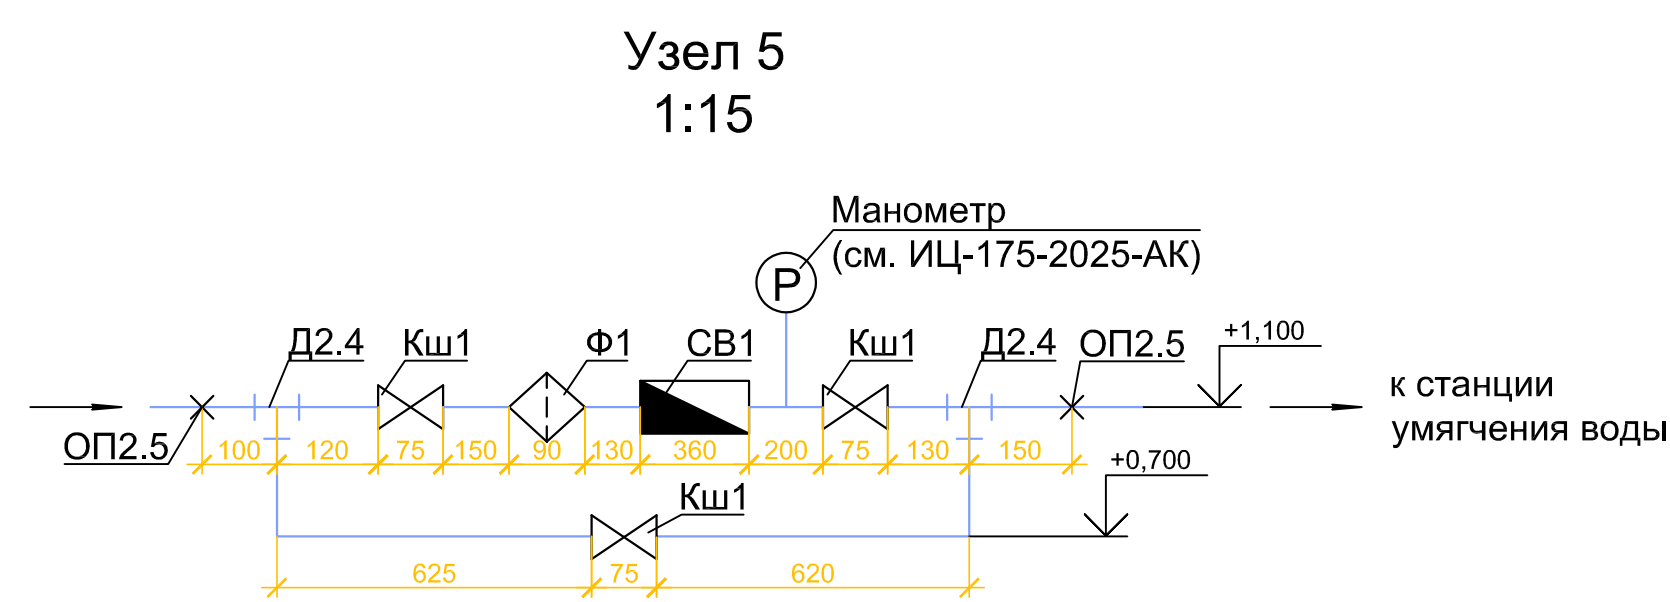 Узел 5
1:15
Манометр
(см. ИЦ-175-2025-АК)
P
Д2.4 Кш1 Ф1 СВ1 Кш1 Д2.4 ОП2.5 +1,100
к станции
умягчения воды
ОП2.5 100 120 75 150 90 130 360 200 75 130 150 +0,700
Кш1
625 75 620